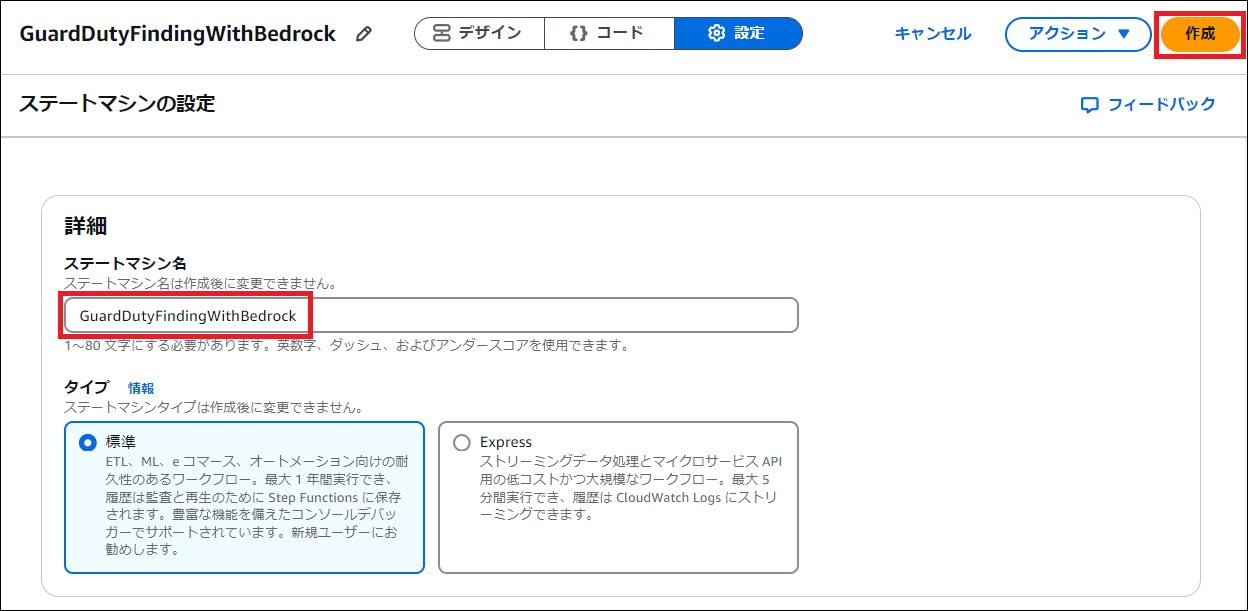 GuardDutyFindingWithBedrock
デザイン
{} コード
設定
キャンセル
アクション ▼
作成
ステートマシンの設定
フィードバック
詳細
ステートマシン名
ステートマシン名は作成後に変更できません。
GuardDutyFindingWithBedrock
1～80 文字にする必要があります。英数字、ダッシュ、およびアンダースコアを使用できます。
タイプ 情報
ステートマシンタイプは作成後に変更できません。
標準
ETL、ML、e コマース、オートメーション向けの耐
久性のあるワークフロー。最大 1 年間実行でき、
履歴は監査と再生のために Step Functions に保存
されます。豊富な機能を備えたコンソールデバッ
ガーでサポートされています。新規ユーザーにお
勧めします。
Express
ストリーミングデータ処理とマイクロサービス API
用の低コストかつ大規模なワークフロー。最大 5
分間実行でき、履歴は CloudWatch Logs にストリ
ーミングできます。